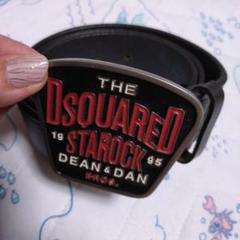 THE
DSQUARED
19 STAROCK 95
DEAN & DAN